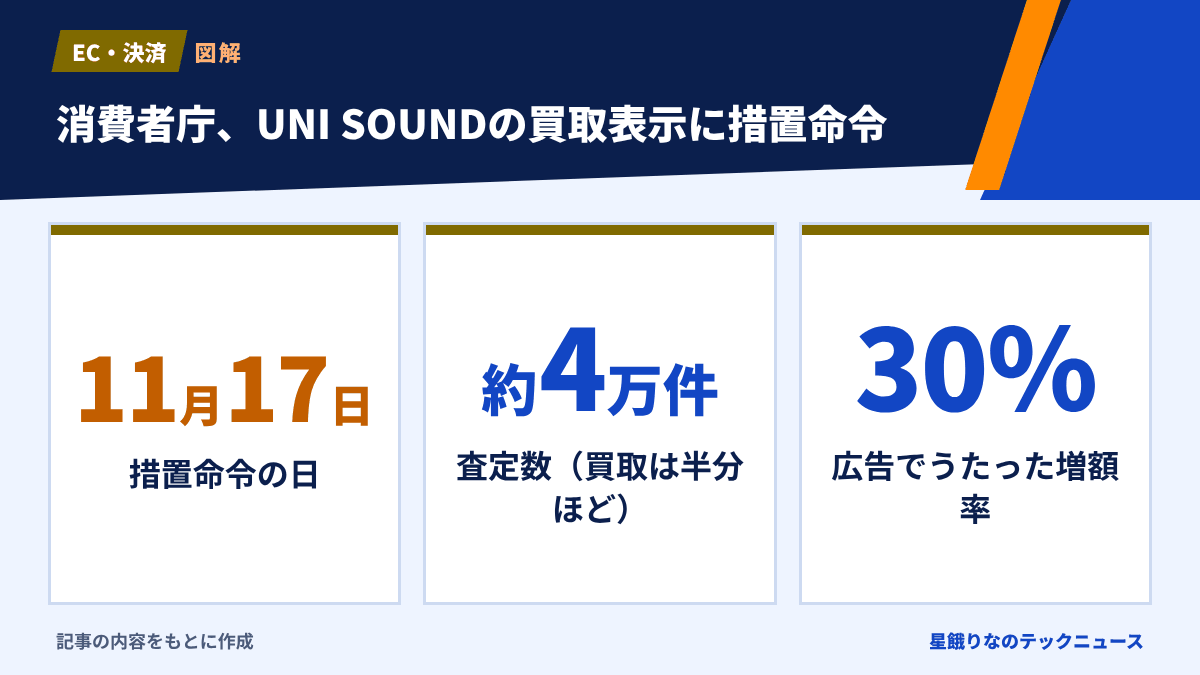 EC・決済
図解
消費者庁、UNI SOUNDの買取表示に措置命令
11月17日
措置命令の日
約4万件
査定数（買取は半分
ほど）
30%
広告でうたった増額
率
記事の内容をもとに作成
星餓りなのテックニュース